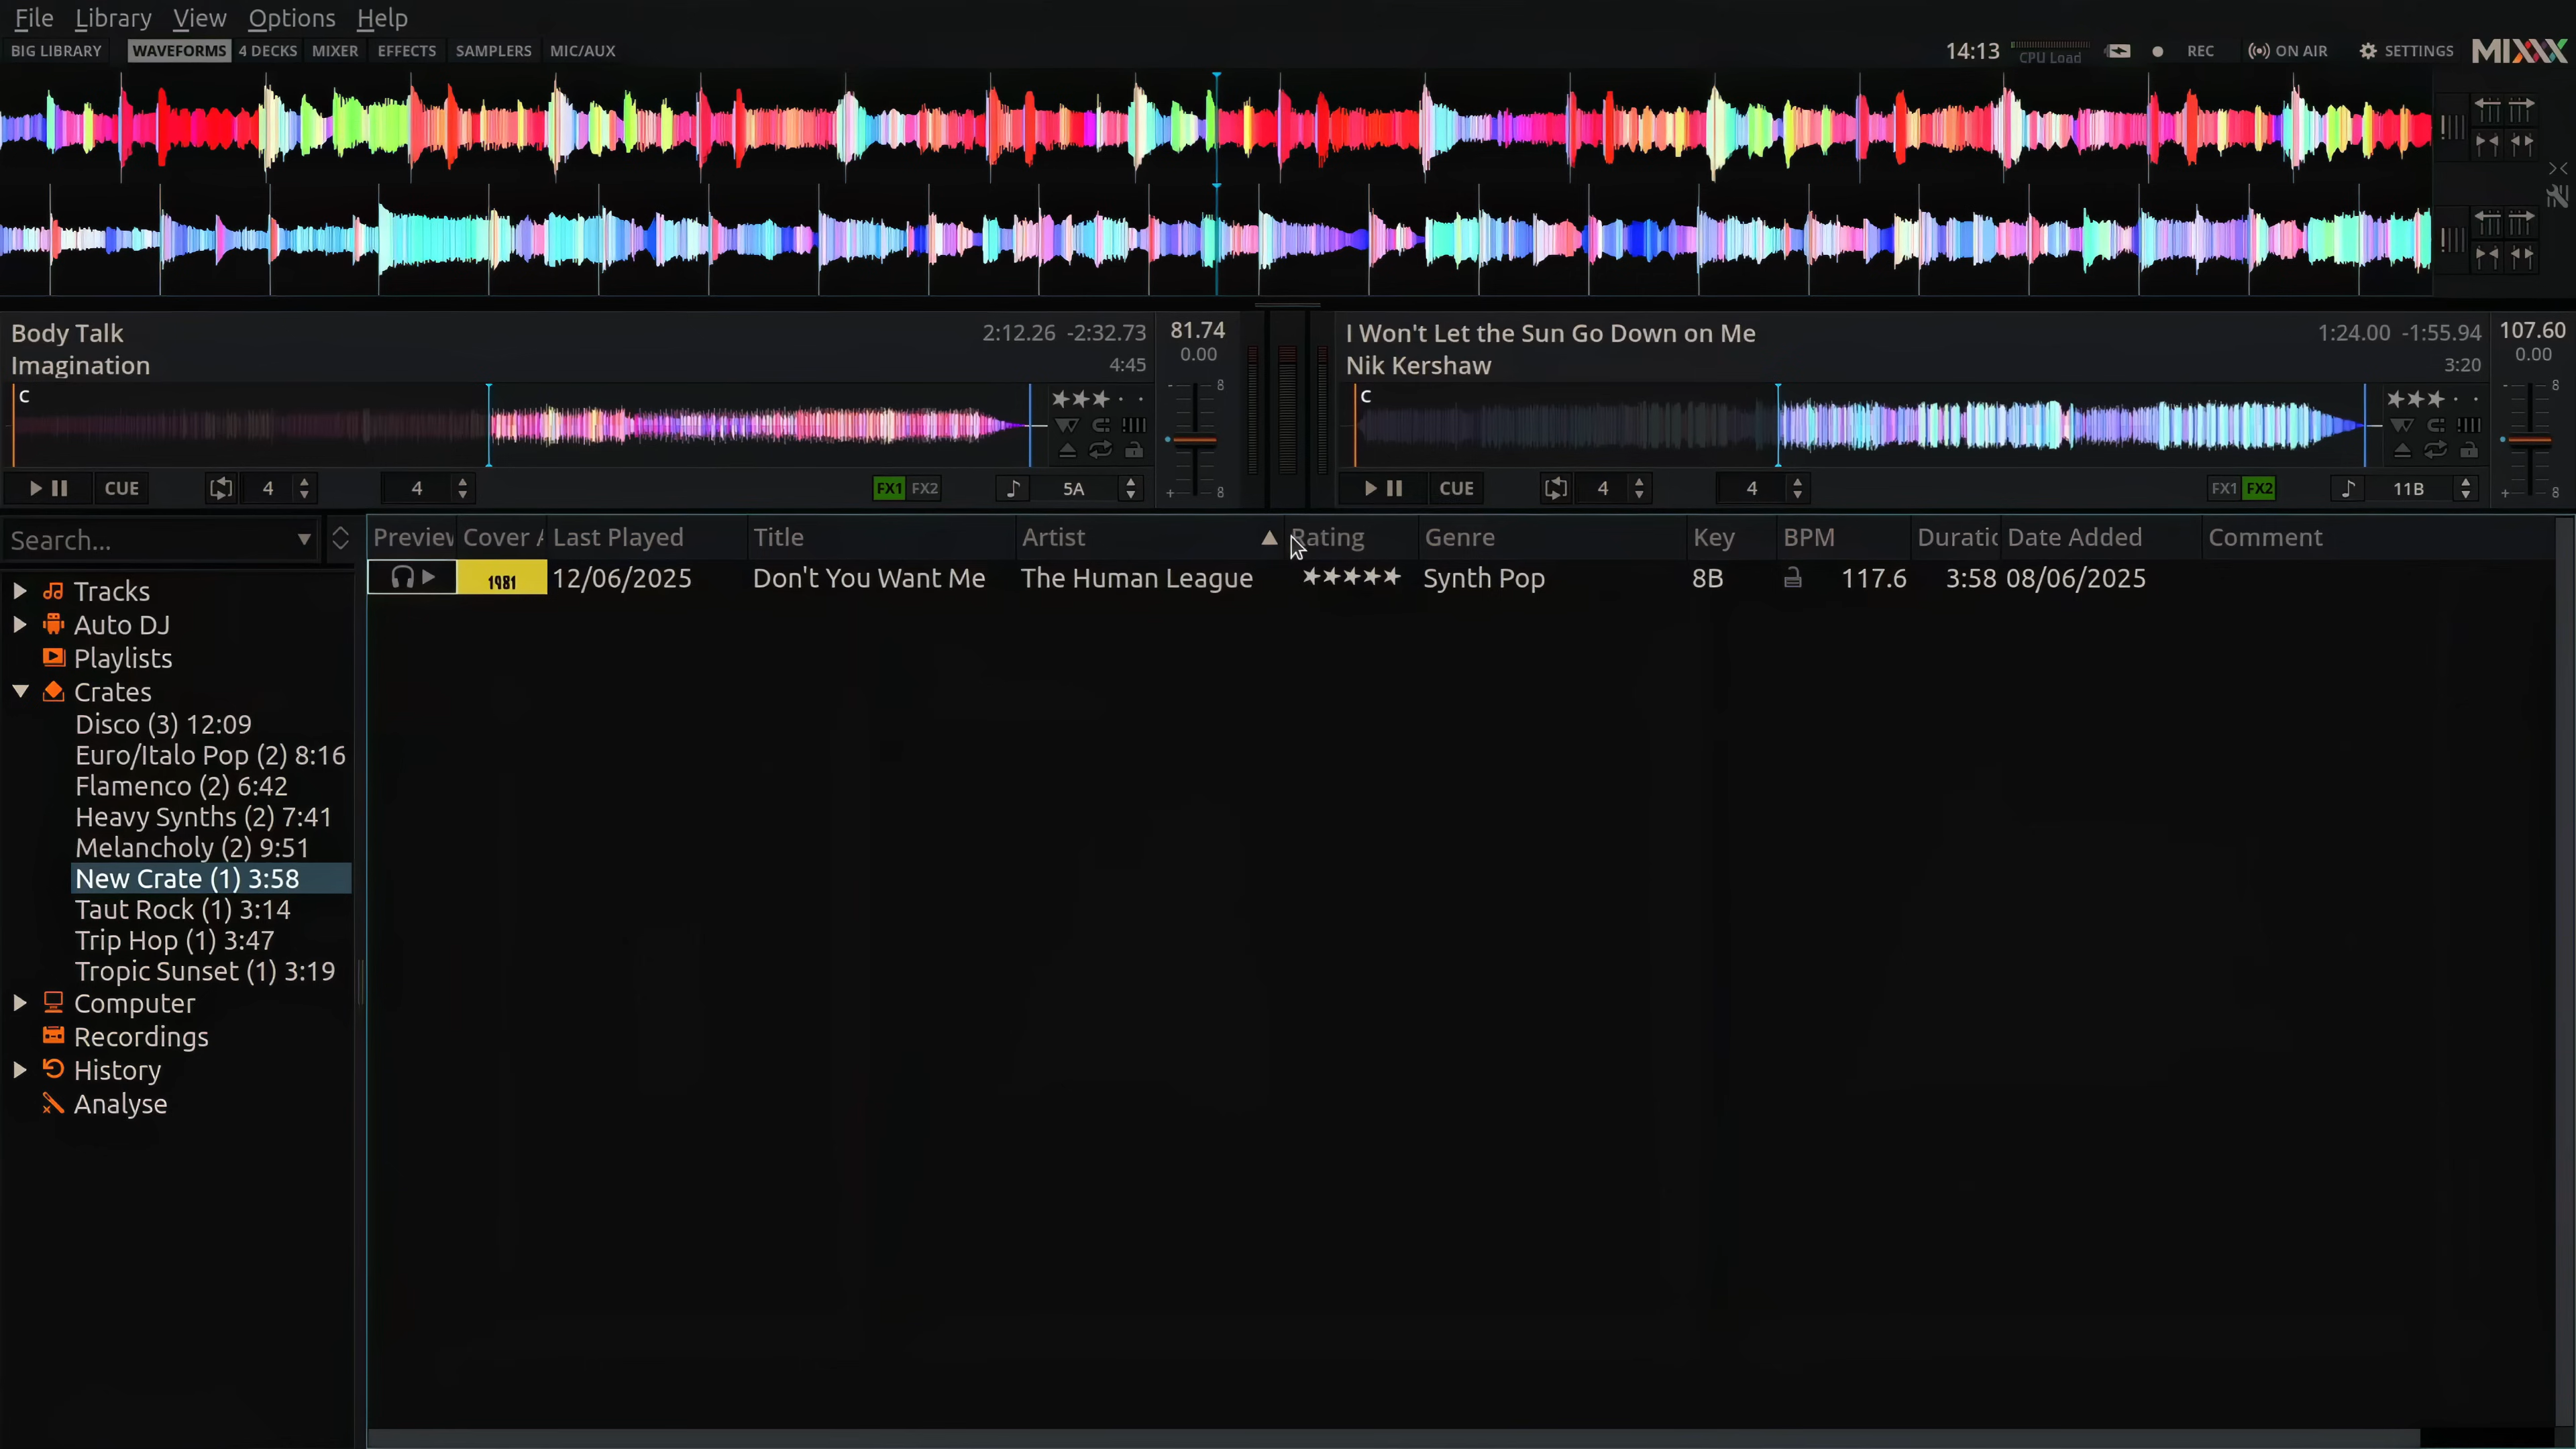 File Library View Options Help
BIG LIBRARY WAVEFORMS 4 DECKS MIXER EFFECTS SAMPLERS MIC/AUX 14:13 CPU Load REC ON AIR SETTINGS MIXXX
Body Talk 2:12.26 -2:32.73 81.74
Imagination 4:45 0.00
C
8
8
CUE 4 4 FX1 FX2 5A
I Won't Let the Sun Go Down on Me 1:24.00 -1:55.94 107.60
Nik Kershaw 3:20 0.00
C
8
8
CUE 4 4 FX1 FX2 11B
Search...
Tracks
Auto DJ
Playlists
Crates
Disco (3) 12:09
Euro/Italo Pop (2) 8:16
Flamenco (2) 6:42
Heavy Synths (2) 7:41
Melancholy (2) 9:51
New Crate (1) 3:58
Taut Rock (1) 3:14
Trip Hop (1) 3:47
Tropic Sunset (1) 3:19
Computer
Recordings
History
Analyse
Preview Cover A Last Played Title Artist Rating Genre Key BPM Duratio Date Added Comment
1981 12/06/2025 Don't You Want Me The Human League Synth Pop 8B 117.6 3:58 08/06/2025